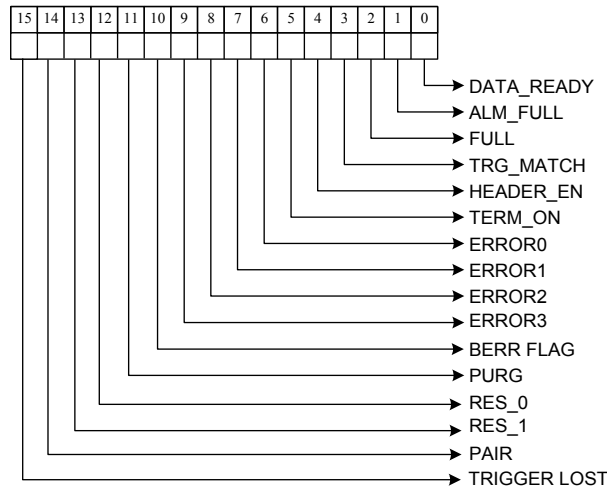 15 14 13 12 11 10 9 8 7 6 5 4 3 2 1 0
DATA_READY
ALM_FULL
FULL
TRG_MATCH
HEADER_EN
TERM_ON
ERROR0
ERROR1
ERROR2
ERROR3
BERR FLAG
PURG
RES_0
RES_1
PAIR
TRIGGER LOST